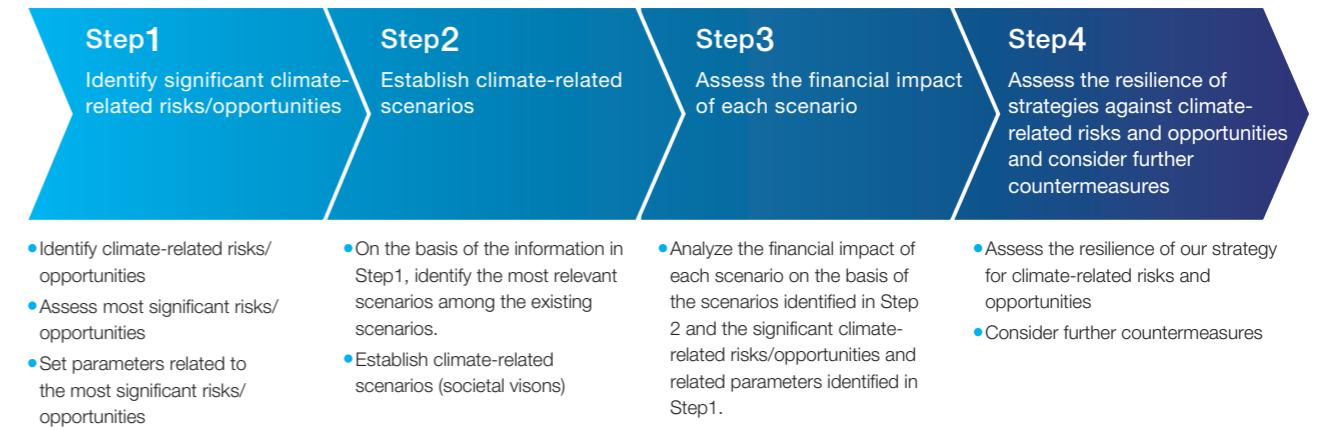 Step1
Identify significant climate-
related risks/opportunities
Step2
Establish climate-related
scenarios
Step3
Assess the financial impact
of each scenario
Step4
Assess the resilience of
strategies against climate-
related risks and opportunities
and consider further
countermeasures
●Identify climate-related risks/
opportunities
●Assess most significant risks/
opportunities
●Set parameters related to
the most significant risks/
opportunities
●On the basis of the information in
Step1, identify the most relevant
scenarios among the existing
scenarios.
●Establish climate-related
scenarios (societal visons)
●Analyze the financial impact of
each scenario on the basis of
the scenarios identified in Step
2 and the significant climate-
related risks/opportunities and
related parameters identified in
Step1.
●Assess the resilience of our strategy
for climate-related risks and
opportunities
●Consider further countermeasures